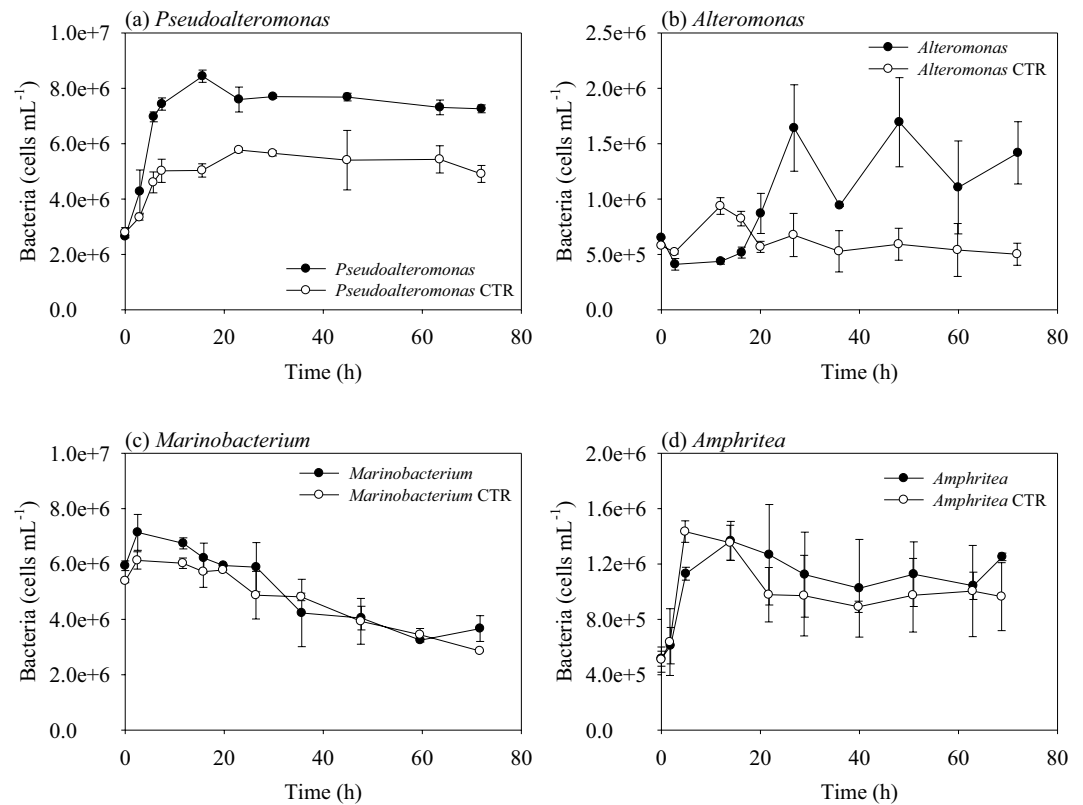 (a) Pseudoalteromonas
1.0e+7
8.0e+6
6.0e+6
4.0e+6
2.0e+6
0.0
Bacteria (cells mL-1)
Pseudoalteromonas
Pseudoalteromonas CTR
0 20 40 60 80
Time (h)
(b) Alteromonas
2.5e+6
2.0e+6
1.5e+6
1.0e+6
5.0e+5
0.0
Bacteria (cells mL-1)
Alteromonas
Alteromonas CTR
0 20 40 60 80
Time (h)
(c) Marinobacterium
1.0e+7
8.0e+6
6.0e+6
4.0e+6
2.0e+6
0.0
Bacteria (cells mL-1)
Marinobacterium
Marinobacterium CTR
0 20 40 60 80
Time (h)
(d) Amphritea
2.0e+6
1.6e+6
1.2e+6
8.0e+5
4.0e+5
0.0
Bacteria (cells mL-1)
Amphritea
Amphritea CTR
0 20 40 60 80
Time (h)